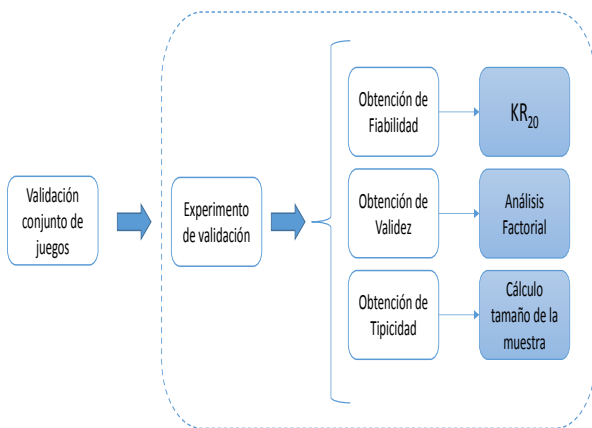 Validación
conjunto de
juegos
Experimento
de validación
Obtención de
Fiabilidad
KR20
Obtención de
Validez
Análisis
Factorial
Obtención de
Tipicidad
Cálculo
tamaño de la
muestra